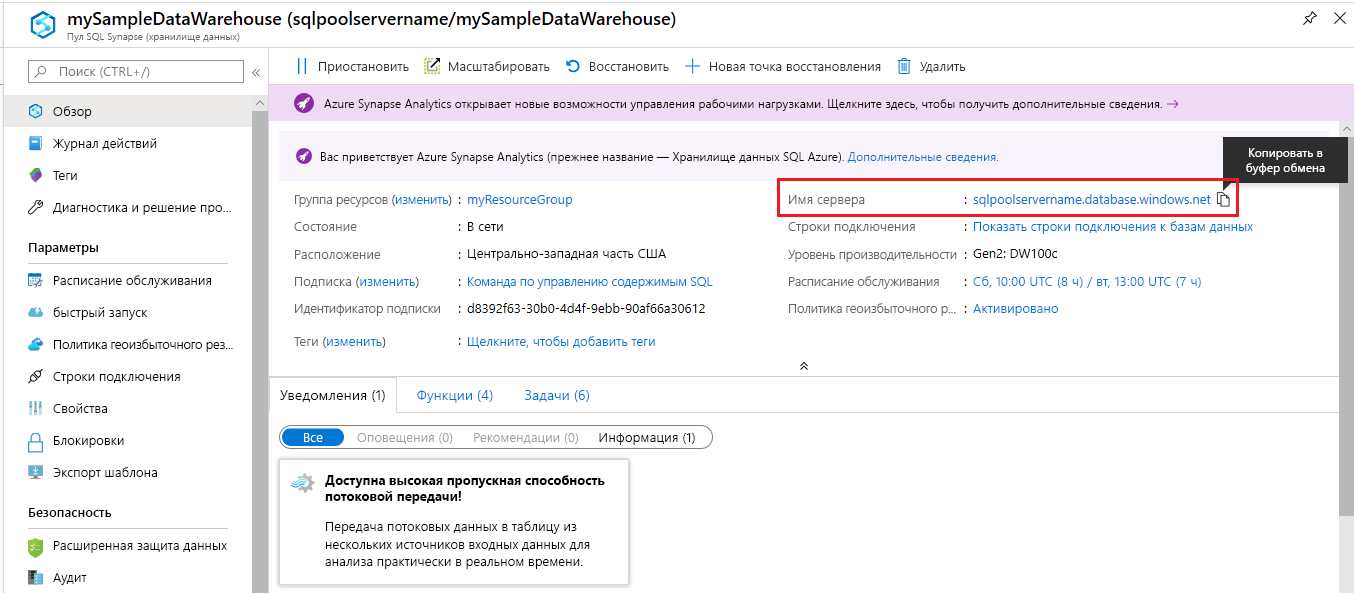 mySampleDataWarehouse (sqlpoolservername/mySampleDataWarehouse)
Пул SQL Synapse (хранилище данных)
Поиск (CTRL+/)
«
Приостановить
Масштабировать
Восстановить
Новая точка восстановления
Удалить
Обзор
Журнал действий
Теги
Диагностика и решение про...
Параметры
Расписание обслуживания
быстрый запуск
Политика геоизбыточного рез...
Строки подключения
Свойства
Блокировки
Экспорт шаблона
Безопасность
Расширенная защита данных
Аудит
Azure Synapse Analytics открывает новые возможности управления рабочими нагрузками. Щелкните здесь, чтобы получить дополнительные сведения. →
Вас приветствует Azure Synapse Analytics (прежнее название — Хранилище данных SQL Azure). Дополнительные сведения.
Копировать в
буфер обмена
Группа ресурсов (изменить) : myResourceGroup
Состояние : В сети
Расположение : Центрально-западная часть США
Подписка (изменить) : Команда по управлению содержимым SQL
Идентификатор подписки : d8392f63-30b0-4d4f-9ebb-90af66a30612
Теги (изменить) : Щелкните, чтобы добавить теги
Имя сервера : sqlpoolservername.database.windows.net
Строки подключения : Показать строки подключения к базам данных
Уровень производительности : Gen2: DW100c
Расписание обслуживания : Сб, 10:00 UTC (8 ч) / вт, 13:00 UTC (7 ч)
Политика геоизбыточного р... : Активировано
Уведомления (1)
Функции (4)
Задачи (6)
Все
Оповещения (0)
Рекомендации (0)
Информация (1)
Доступна высокая пропускная способность
потоковой передачи!
Передача потоковых данных в таблицу из
нескольких источников входных данных для
анализа практически в реальном времени.